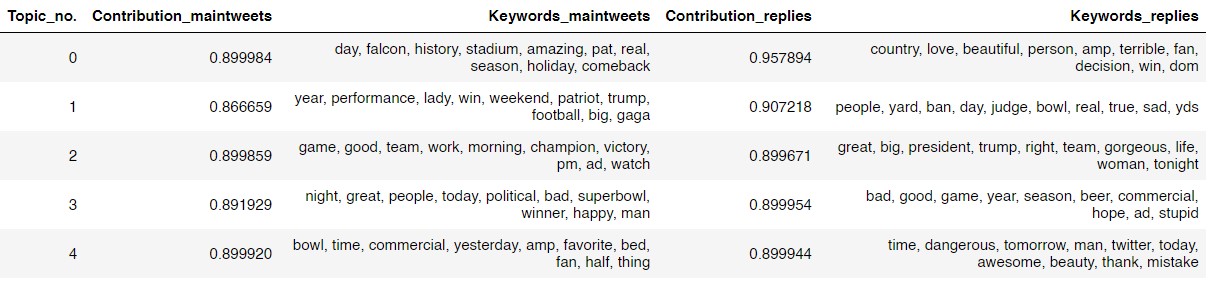 Topic_no. Contribution_maintweets Keywords_maintweets Contribution_replies Keywords_replies
0 0.899984 day, falcon, history, stadium, amazing, pat, real, season, holiday, comeback 0.957894 country, love, beautiful, person, amp, terrible, fan, decision, win, dom
1 0.866659 year, performance, lady, win, weekend, patriot, trump, football, big, gaga 0.907218 people, yard, ban, day, judge, bowl, real, true, sad, yds
2 0.899859 game, good, team, work, morning, champion, victory, pm, ad, watch 0.899671 great, big, president, trump, right, team, gorgeous, life, woman, tonight
3 0.891929 night, great, people, today, political, bad, superbowl, winner, happy, man 0.899954 bad, good, game, year, season, beer, commercial, hope, ad, stupid
4 0.899920 bowl, time, commercial, yesterday, amp, favorite, bed, fan, half, thing 0.899944 time, dangerous, tomorrow, man, twitter, today, awesome, beauty, thank, mistake